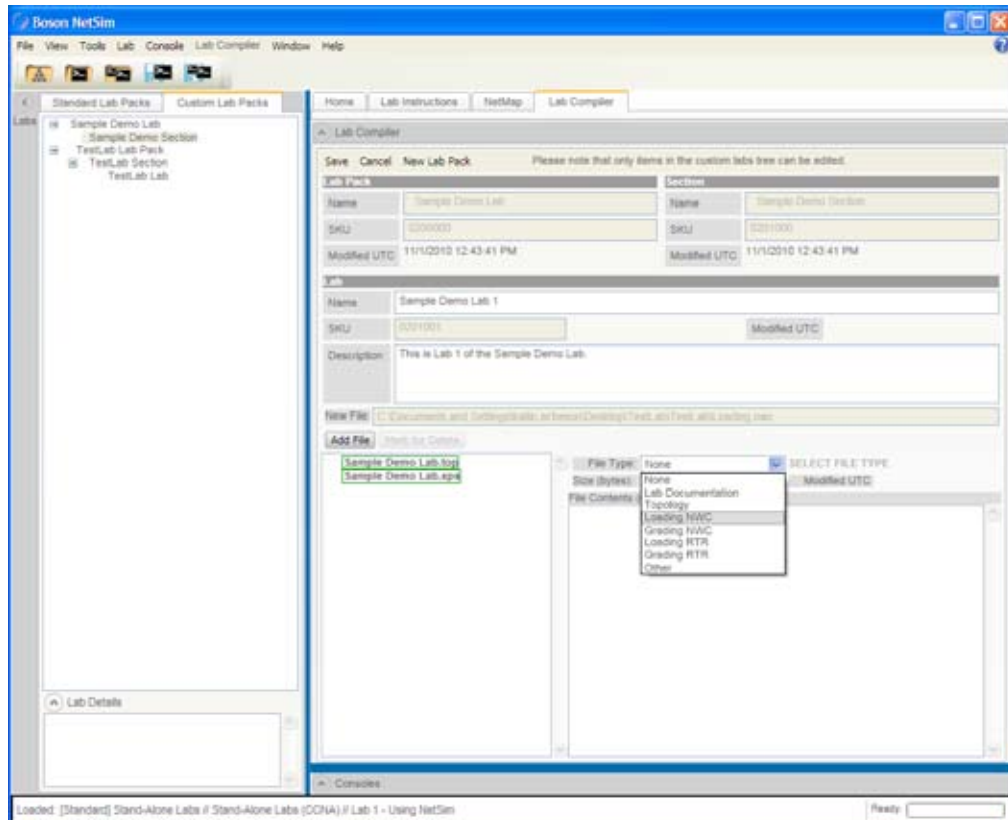 Boson NetSim
File View Tools Lab Console Lab Compiler Window Help
Labs
Standard Lab Packs Custom Lab Packs
Sample Demo Lab
Sample Demo Section
TestLab Lab Pack
TestLab Section
TestLab Lab
Lab Details
Home Lab Instructions NetMap Lab Compiler
Lab Compiler
Save Cancel New Lab Pack Please note that only items in the custom labs tree can be added.
Lab Pack Section
Name Sample Demo Lab Name Sample Demo Section
SKU 0200000 SKU 0201000
Modified UTC 11/1/2010 12:43:41 PM Modified UTC 11/1/2010 12:43:41 PM
Lab
Name Sample Demo Lab 1
SKU 0201001 Modified UTC
Description This is Lab 1 of the Sample Demo Lab.
New File
Add File Mark for Delete
Sample Demo Lab.top
File Type: None SELECT FILE TYPE
Size (bytes): Modified UTC
File Contents
None
Lab Documentation
Topology
Loading NWC
Grading NWC
Loading RTR
Grading RTR
Other
Consoles
Loaded: [Standard] Stand-Alone Labs // Stand-Alone Labs (CCNA) // Lab 1 - Using NetSim
Ready